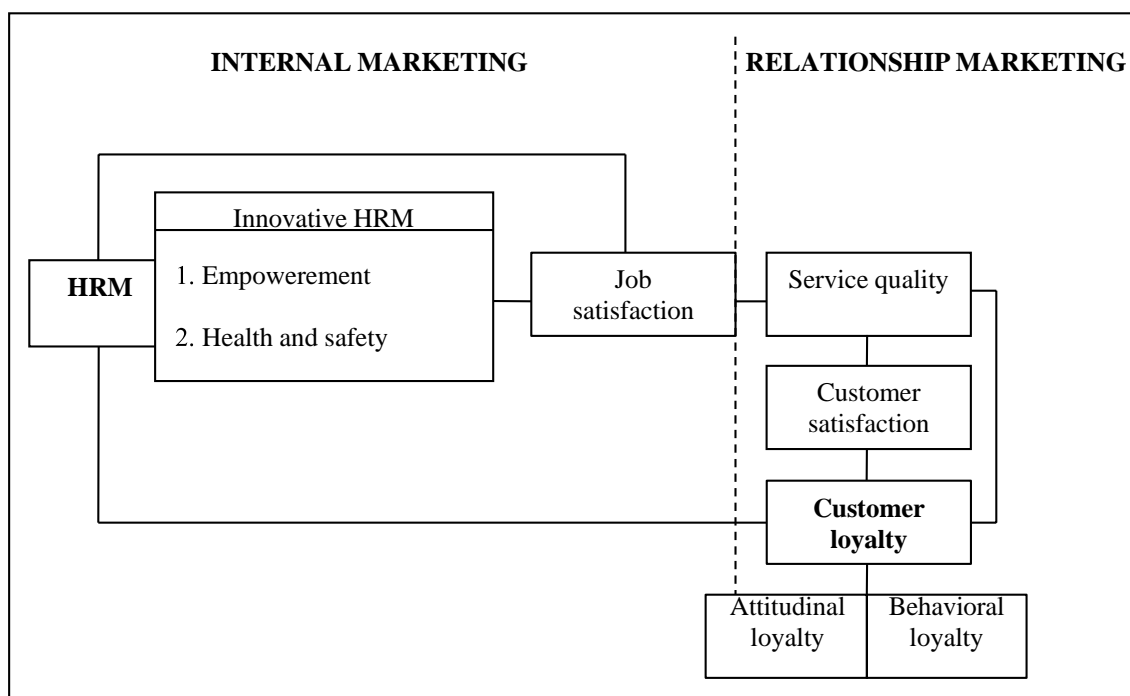 INTERNAL MARKETING
RELATIONSHIP MARKETING
Innovative HRM
HRM
1. Empowerement
2. Health and safety
Job
satisfaction
Service quality
Customer
satisfaction
Customer
loyalty
Attitudinal
loyalty
Behavioral
loyalty